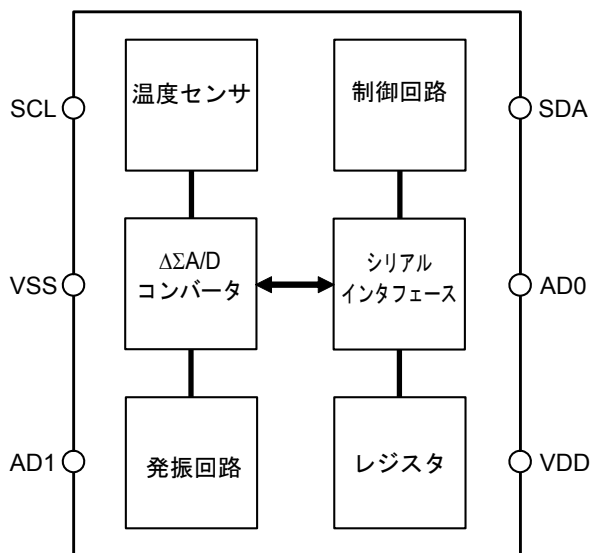 温度センサ
制御回路
SCL
SDA
ΔΣA/D
コンバータ
シリアル
インタフェース
VSS
AD0
発振回路
レジスタ
AD1
VDD